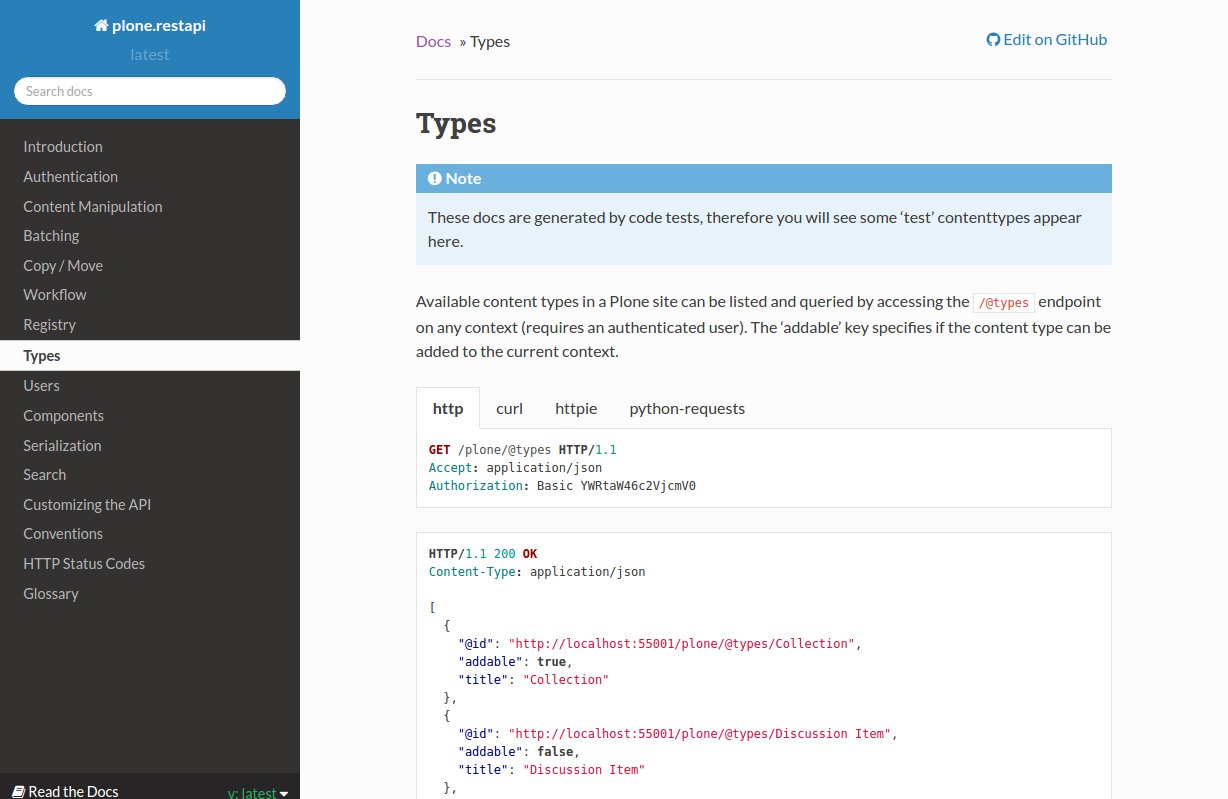 plone.restapi
latest
Search docs
Introduction
Authentication
Content Manipulation
Batching
Copy / Move
Workflow
Registry
Types
Users
Components
Serialization
Search
Customizing the API
Conventions
HTTP Status Codes
Glossary
Read the Docs
v: latest
Docs » Types
Edit on GitHub
Types
Note
These docs are generated by code tests, therefore you will see some ‘test’ contenttypes appear
here.
Available content types in a Plone site can be listed and queried by accessing the /@types endpoint
on any context (requires an authenticated user). The ‘addable’ key specifies if the content type can be
added to the current context.
http curl httpie python-requests
GET /plone/@types HTTP/1.1
Accept: application/json
Authorization: Basic YWRtaW46c2VjcmV0
HTTP/1.1 200 OK
Content-Type: application/json
[
{
"@id": "http://localhost:55001/plone/@types/Collection",
"addable": true,
"title": "Collection"
},
{
"@id": "http://localhost:55001/plone/@types/Discussion Item",
"addable": false,
"title": "Discussion Item"
},